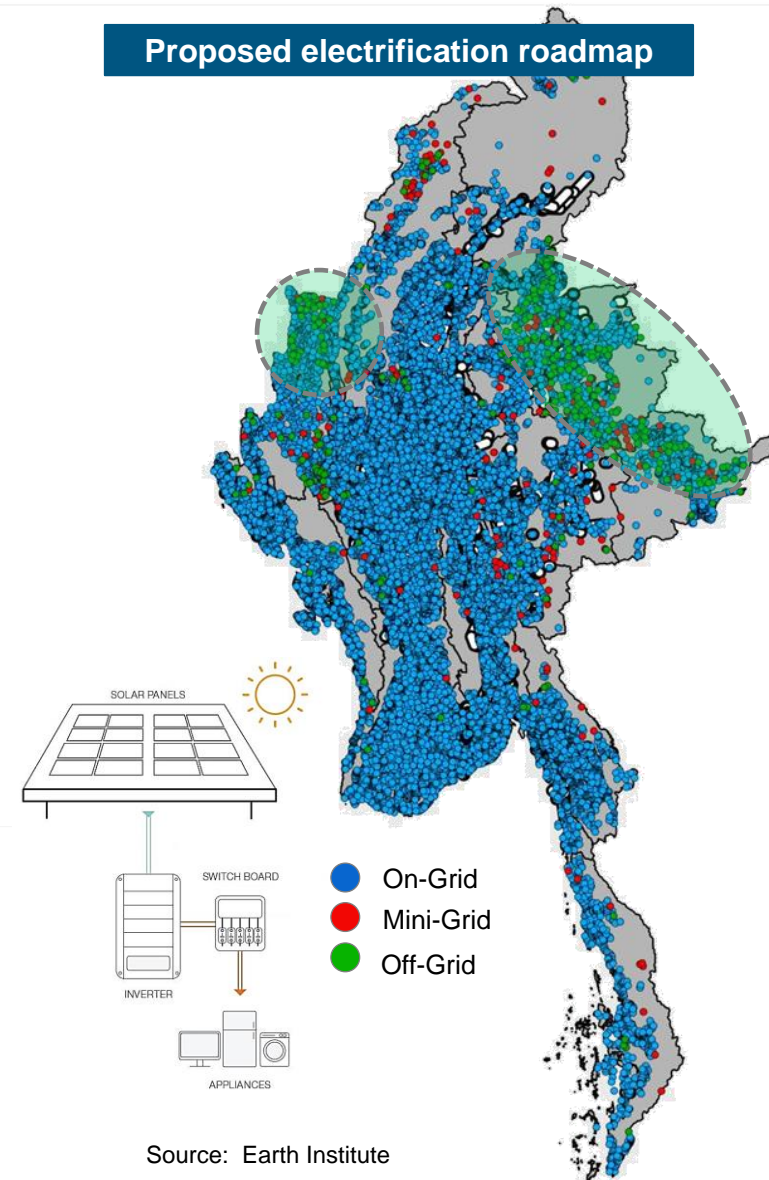 Proposed electrification roadmap
SOLAR PANELS
SWITCH BOARD
INVERTER
APPLIANCES
On-Grid
Mini-Grid
Off-Grid
Source: Earth Institute